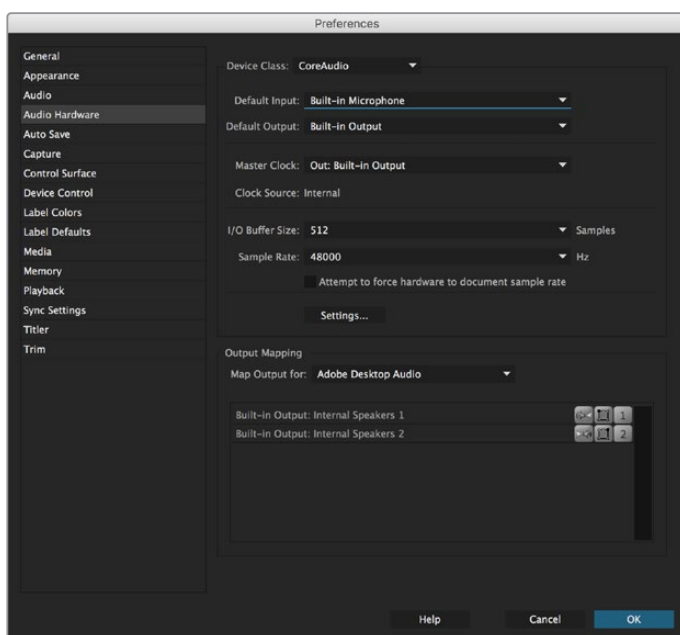 Preferences
General
Appearance
Audio
Audio Hardware
Auto Save
Capture
Control Surface
Device Control
Label Colors
Label Defaults
Media
Memory
Playback
Sync Settings
Titler
Trim
Device Class: CoreAudio
Default Input: Built-in Microphone
Default Output: Built-in Output
Master Clock: Out: Built-in Output
Clock Source: Internal
I/O Buffer Size: 512 Samples
Sample Rate: 48000 Hz
Attempt to force hardware to document sample rate
Settings...
Output Mapping
Map Output for: Adobe Desktop Audio
Built-in Output: Internal Speakers 1 1
Built-in Output: Internal Speakers 2 2
Help Cancel OK